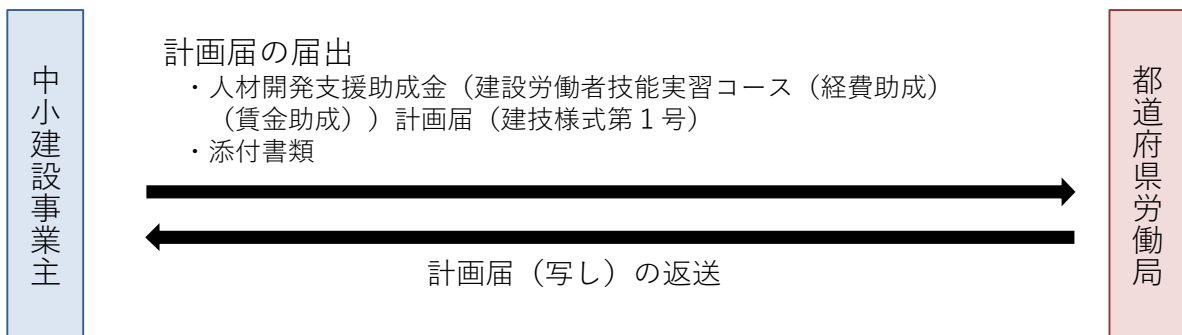 中小建設事業主
計画届の届出
・人材開発支援助成金（建設労働者技能実習コース（経費助成）
（賃金助成））計画届（建技様式第１号）
・添付書類
計画届（写し）の返送
都道府県労働局